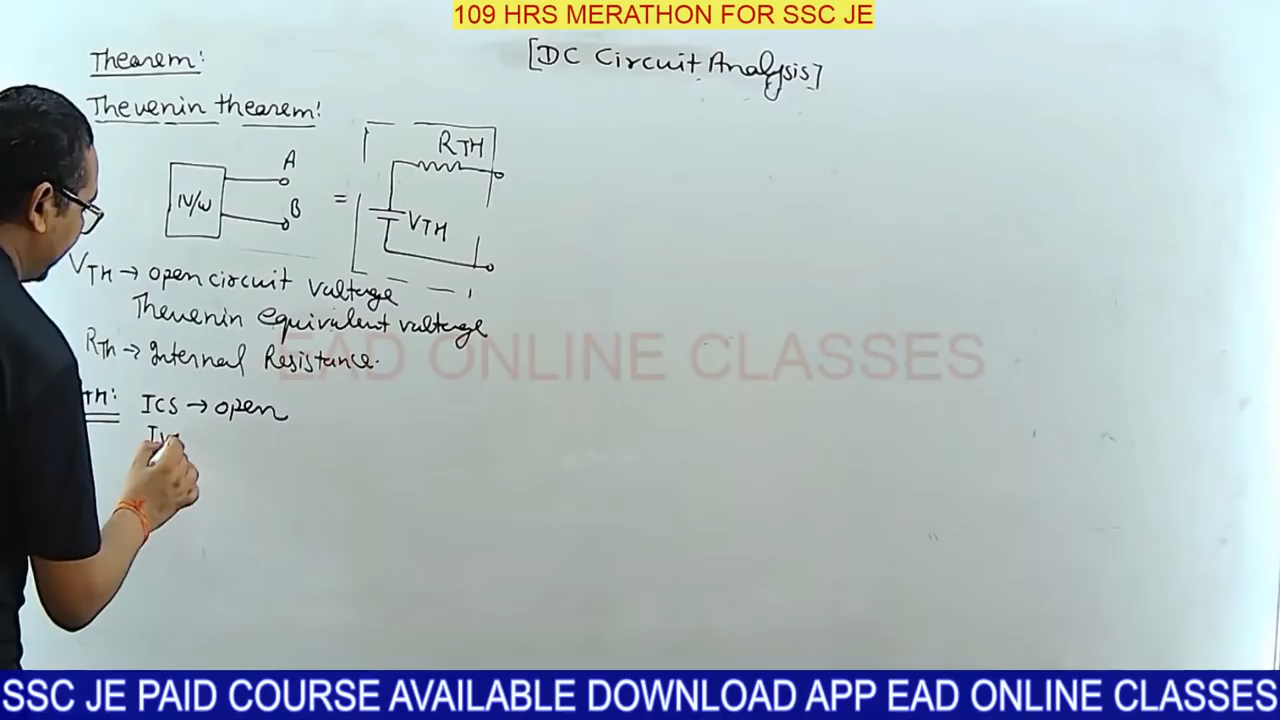 109 HRS MERATHON FOR SSC JE
[DC Circuit Analysis]
Theorem:
Thevenin theorem:
N/W
A
B
=
RTH
VTH
VTH → open circuit voltage
Thevenin equivalent voltage
RTh → Internal Resistance.
TH: ICS → open
IV
EAD ONLINE CLASSES
SSC JE PAID COURSE AVAILABLE DOWNLOAD APP EAD ONLINE CLASSES